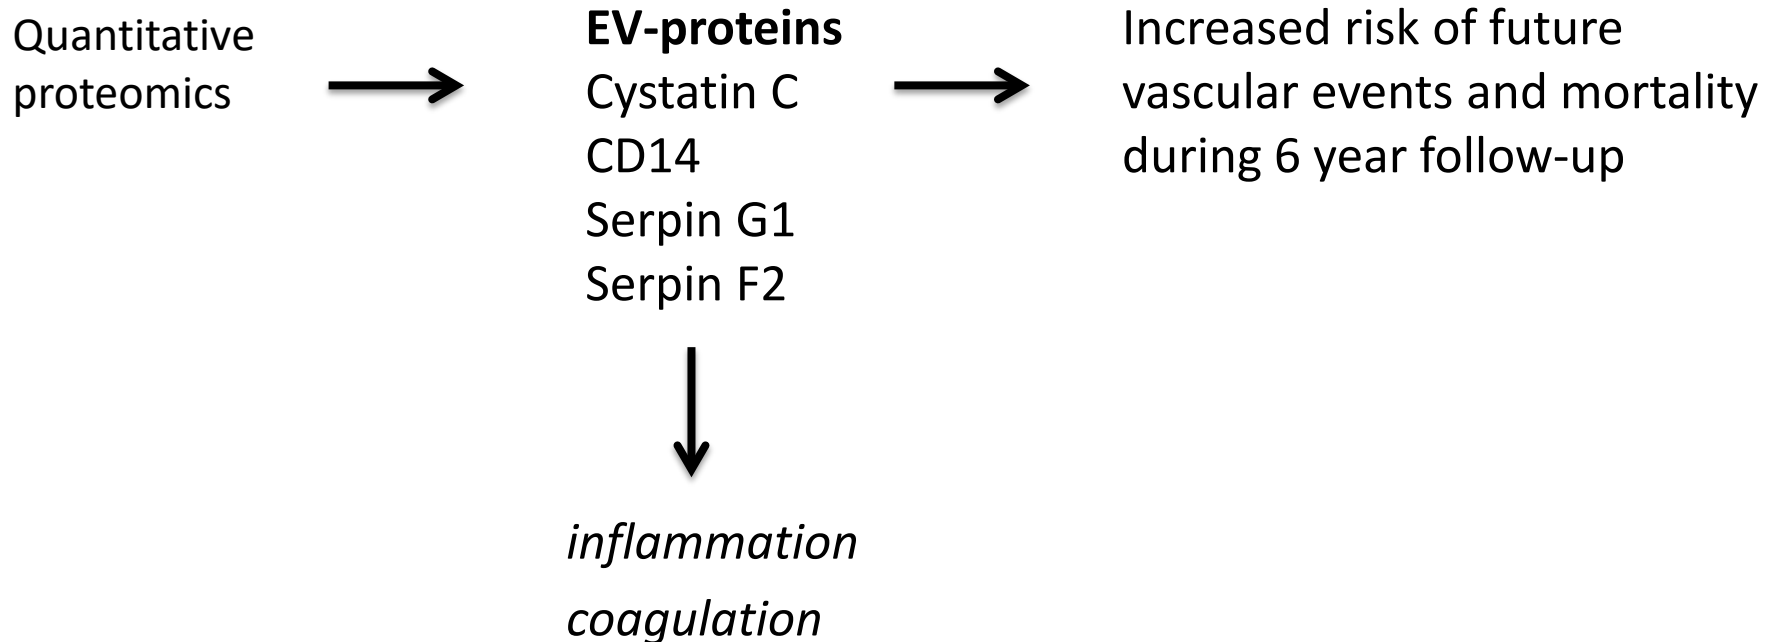 Quantitative
proteomics
EV-proteins
Cystatin C
CD14
Serpin G1
Serpin F2
Increased risk of future
vascular events and mortality
during 6 year follow-up
inflammation
coagulation